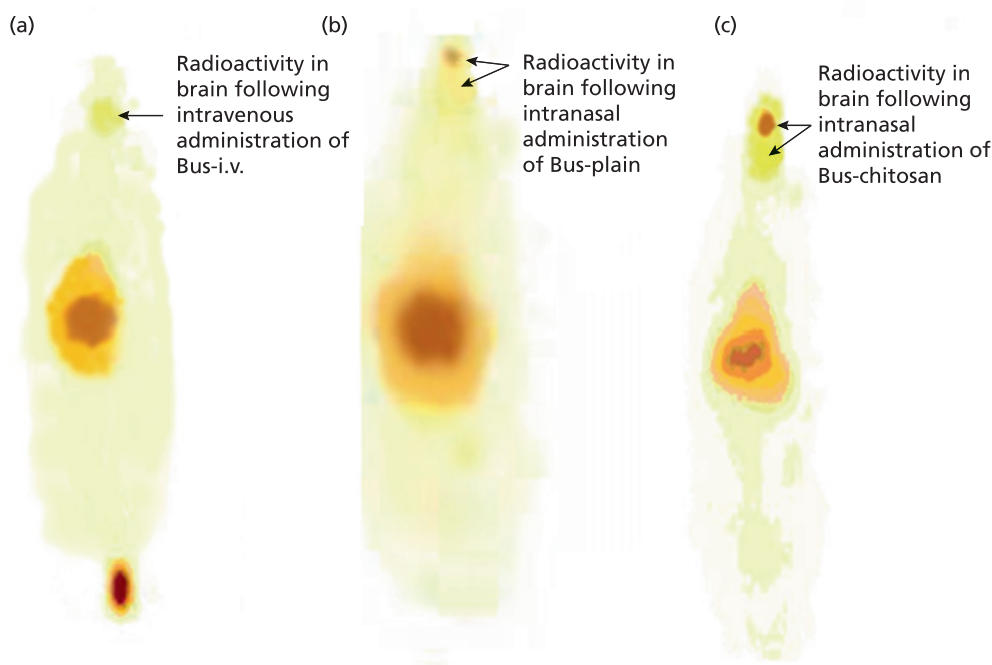 (a)
Radioactivity in
brain following
intravenous
administration of
Bus-i.v.
(b)
Radioactivity in
brain following
intranasal
administration
of Bus-plain
(c)
Radioactivity in
brain following
intranasal
administration of
Bus-chitosan